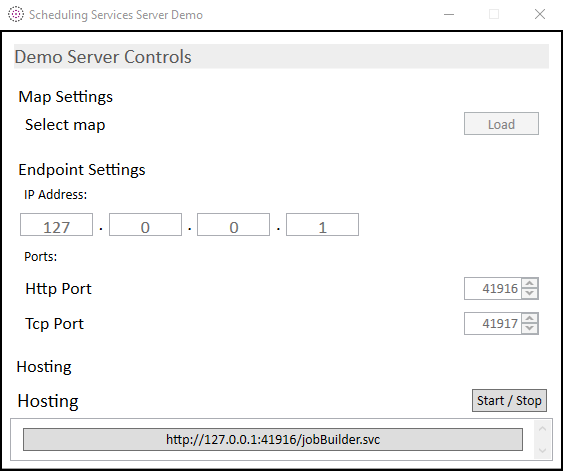 Scheduling Services Server Demo
Demo Server Controls
Map Settings
Select map Load
Endpoint Settings
IP Address:
127 . 0 . 0 . 1
Ports:
Http Port 41916
Tcp Port 41917
Hosting
Hosting Start / Stop
http://127.0.0.1:41916/jobBuilder.svc